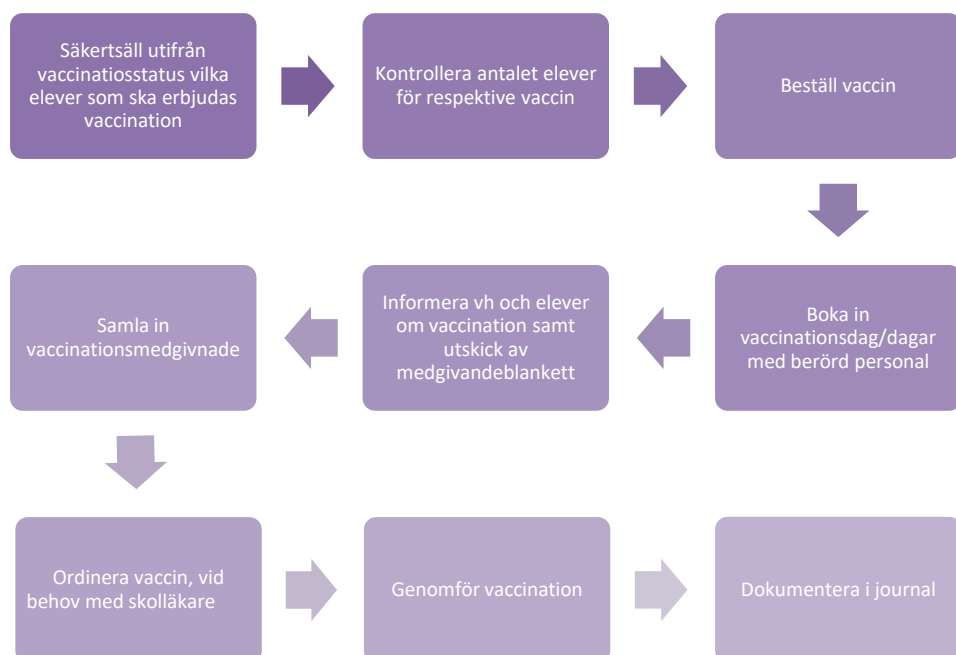 Säkertsäll utifrån
vaccinatiosstatus vilka
elever som ska erbjudas
vaccination
Kontrollera antalet elever
för respektive vaccin
Beställ vaccin
Boka in
vaccinationsdag/dagar
med berörd personal
Informera vh och elever
om vaccination samt
utskick av
medgivandeblankett
Samla in
vaccinationsmedgivnade
Ordinera vaccin, vid
behov med skolläkare
Genomför vaccination
Dokumentera i journal